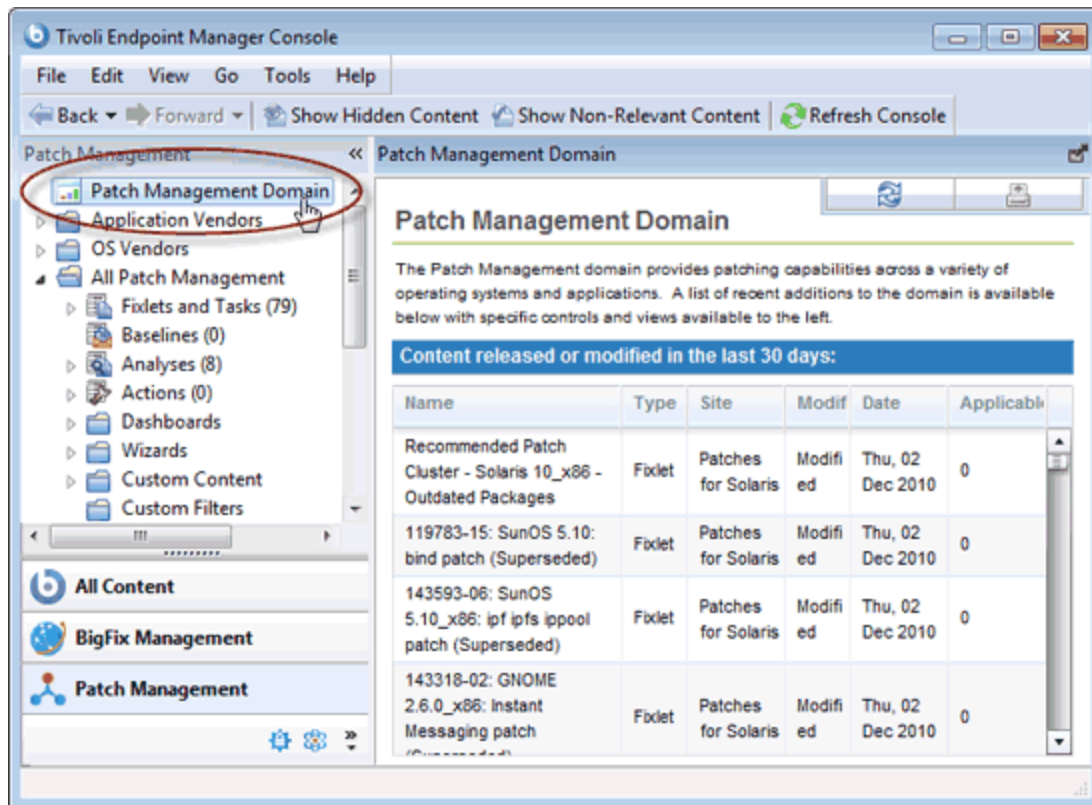 Tivoli Endpoint Manager Console
File Edit View Go Tools Help
Back Forward Show Hidden Content Show Non-Relevant Content Refresh Console
Patch Management « Patch Management Domain
Patch Management Domain
Application Vendors
OS Vendors
All Patch Management
Fixlets and Tasks (79)
Baselines (0)
Analyses (8)
Actions (0)
Dashboards
Wizards
Custom Content
Custom Filters
All Content
BigFix Management
Patch Management
Patch Management Domain
The Patch Management domain provides patching capabilities across a variety of
operating systems and applications. A list of recent additions to the domain is available
below with specific controls and views available to the left.
Content released or modified in the last 30 days:
Name Type Site Modif Date Applicable
Recommended Patch
Cluster - Solaris 10_x86 -
Outdated Packages
Fixlet
Patches
for Solaris
Modifi
ed
Thu, 02
Dec 2010
0
119783-15: SunOS 5.10:
bind patch (Superseded)
Fixlet
Patches
for Solaris
Modifi
ed
Thu, 02
Dec 2010
0
143593-06: SunOS
5.10_x86: ipf ipfs ippool
patch (Superseded)
Fixlet
Patches
for Solaris
Modifi
ed
Thu, 02
Dec 2010
0
143318-02: GNOME
2.6.0_x86: Instant
Messaging patch
(Superseded)
Fixlet
Patches
for Solaris
Modifi
ed
Thu, 02
Dec 2010
0